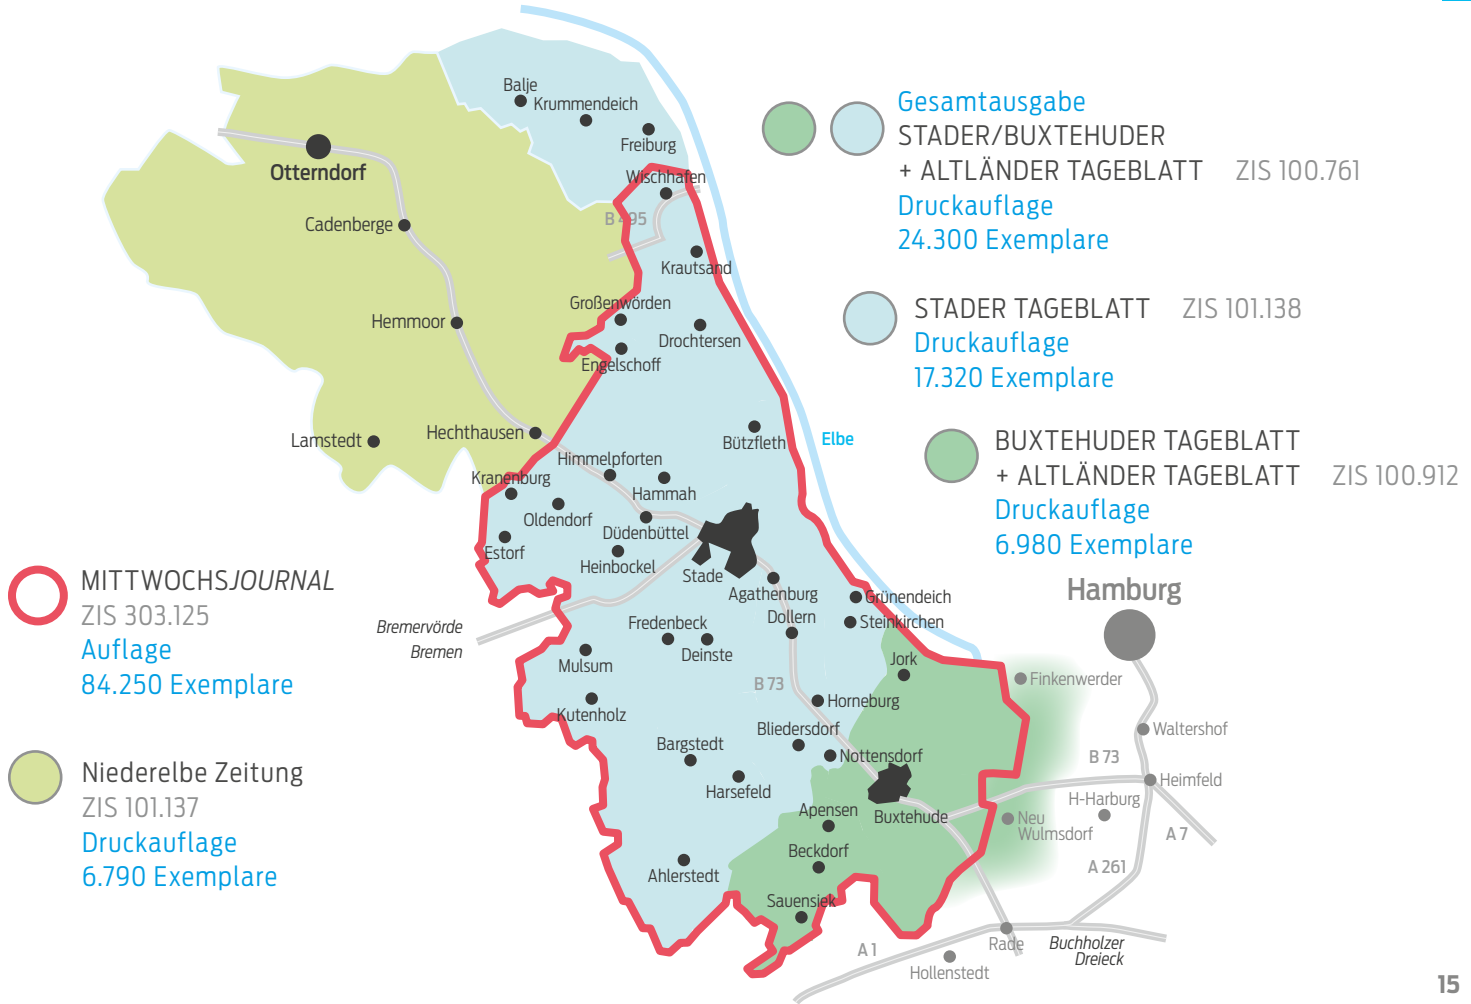 Balje
Krummendeich
Freiburg
Otterndorf
Wischhafen
Cadenberge
B 495
Krautsand
Großenwörden
Hemmoor
Drochtersen
Engelschoff
Elbe
Lamstedt
Hechthausen
Bützfleth
Himmelpforten
Kranenburg
Hammah
Oldendorf
Düdenbüttel
Estorf
Heinbockel
Stade
Agathenburg
Grünendeich
Dollern
Steinkirchen
Bremervörde
Bremen
Fredenbeck
Deinste
Mulsum
Jork
B 73
Kutenholz
Horneburg
Bliedersdorf
Bargstedt
Nottensdorf
Harsefeld
Apensen
Buxtehude
Beckdorf
Ahlerstedt
Sauensiek
Gesamtausgabe
STADER/BUXTEHUDER
+ ALTLÄNDER TAGEBLATT ZIS 100.761
Druckauflage
24.300 Exemplare
STADER TAGEBLATT ZIS 101.138
Druckauflage
17.320 Exemplare
BUXTEHUDER TAGEBLATT
+ ALTLÄNDER TAGEBLATT ZIS 100.912
Druckauflage
6.980 Exemplare
MITTWOCHSJOURNAL
ZIS 303.125
Auflage
84.250 Exemplare
Niederelbe Zeitung
ZIS 101.137
Druckauflage
6.790 Exemplare
Hamburg
Finkenwerder
Waltershof
B 73
Heimfeld
H-Harburg
Neu
Wulmsdorf
A 7
A 261
A 1
Rade
Buchholzer
Dreieck
Hollenstedt
15